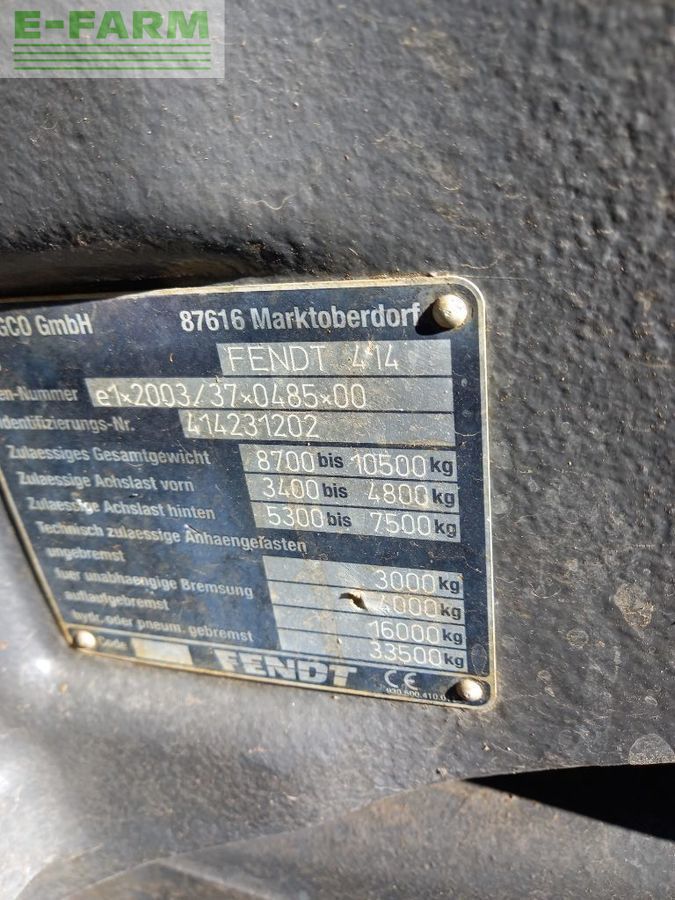 E-FARM
GCO GmbH 87616 Marktoberdorf
FENDT 414
en-Nummer e1*2003/37*0485*00
Identifizierungs-Nr. 414231202
Zulaessiges Gesamtgewicht 8700 bis 10500 kg
Zulaessige Achslast vorn 3400 bis 4800 kg
Zulaessige Achslast hinten 5300 bis 7500 kg
Technisch zulaessige Anhaengelasten
ungebremst 3000 kg
fuer unabhaengige Bremsung 4000 kg
auflaufgebremst 16000 kg
hydr. oder pneum. gebremst 33500 kg
Code FENDT CE